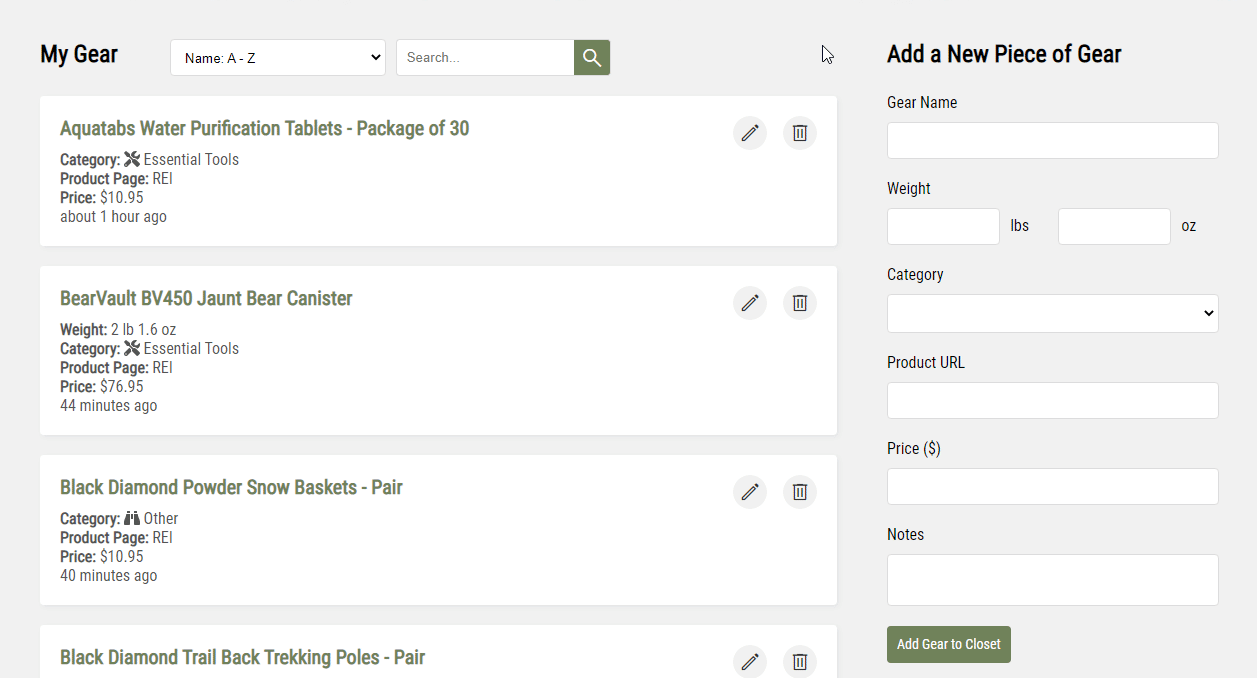 My Gear
Name: A - Z
Search...
Aquatabs Water Purification Tablets - Package of 30
Category: Essential Tools
Product Page: REI
Price: $10.95
about 1 hour ago
BearVault BV450 Jaunt Bear Canister
Weight: 2 lb 1.6 oz
Category: Essential Tools
Product Page: REI
Price: $76.95
44 minutes ago
Black Diamond Powder Snow Baskets - Pair
Category: Other
Product Page: REI
Price: $10.95
40 minutes ago
Black Diamond Trail Back Trekking Poles - Pair
Add a New Piece of Gear
Gear Name
Weight
lbs oz
Category
Product URL
Price ($)
Notes
Add Gear to Closet